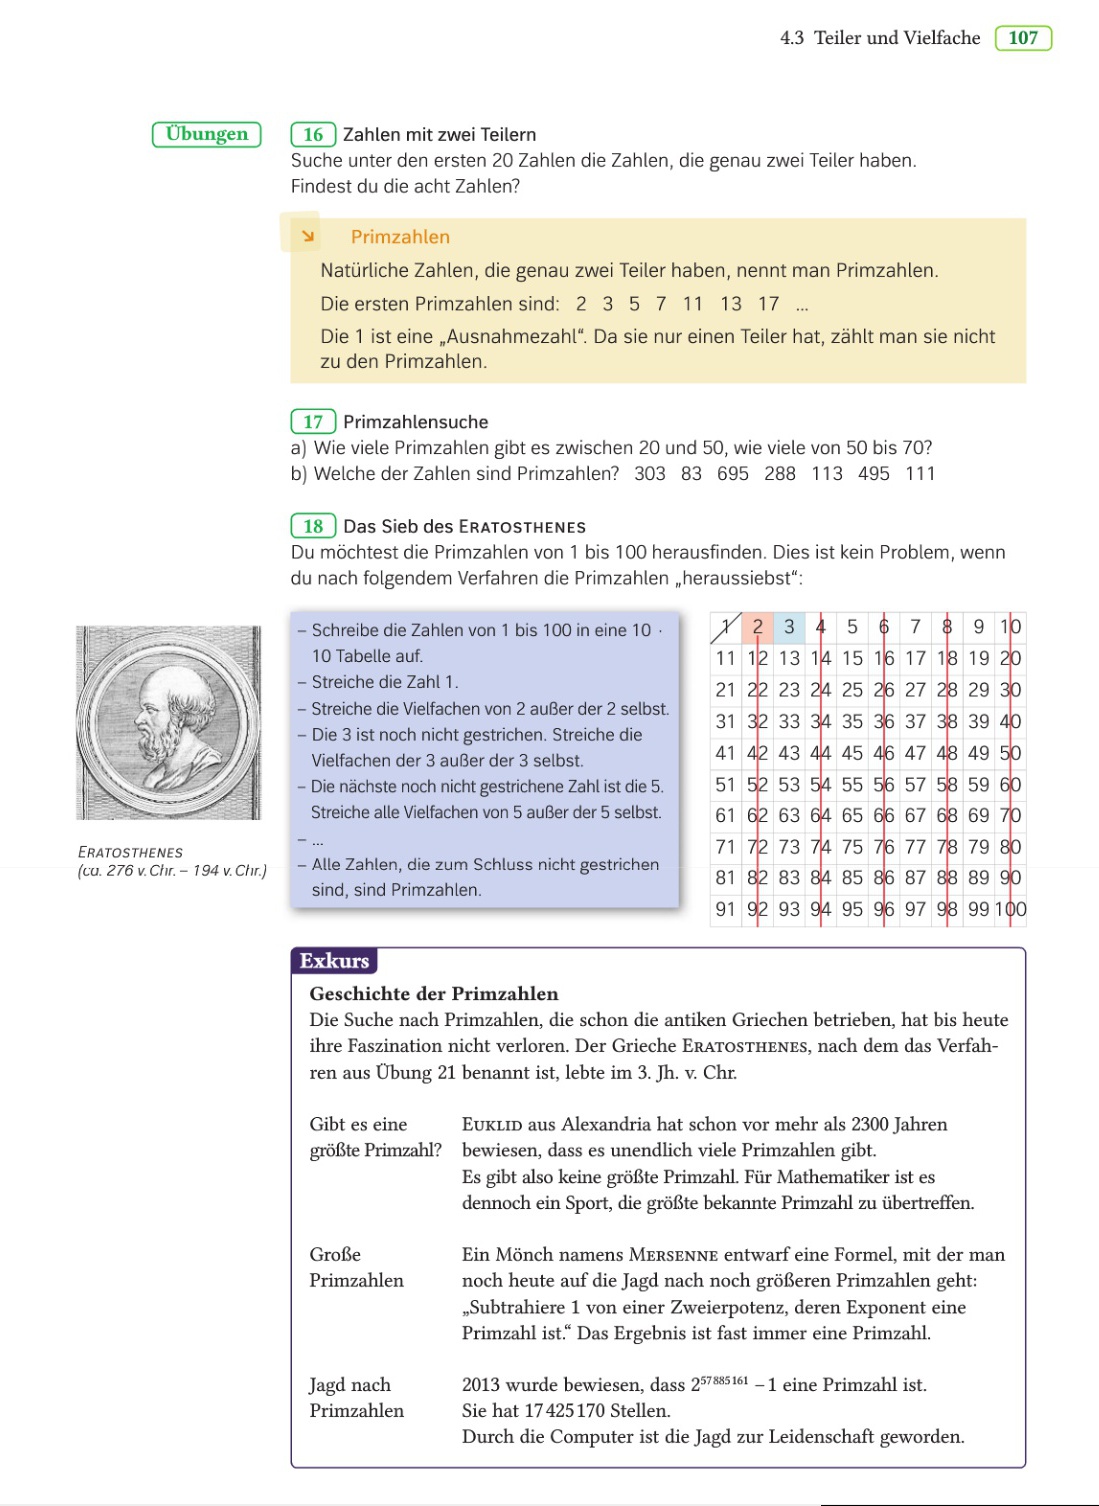 4.3 Teiler und Vielfache 107
Übungen
16 Zahlen mit zwei Teilern
Suche unter den ersten 20 Zahlen die Zahlen, die genau zwei Teiler haben.
Findest du die acht Zahlen?
Primzahlen
Natürliche Zahlen, die genau zwei Teiler haben, nennt man Primzahlen.
Die ersten Primzahlen sind: 2 3 5 7 11 13 17 ...
Die 1 ist eine „Ausnahmezahl“. Da sie nur einen Teiler hat, zählt man sie nicht
zu den Primzahlen.
17 Primzahlensuche
a) Wie viele Primzahlen gibt es zwischen 20 und 50, wie viele von 50 bis 70?
b) Welche der Zahlen sind Primzahlen? 303 83 695 288 113 495 111
18 Das Sieb des ERATOSTHENES
Du möchtest die Primzahlen von 1 bis 100 herausfinden. Dies ist kein Problem, wenn
du nach folgendem Verfahren die Primzahlen „heraussiebst“:
– Schreibe die Zahlen von 1 bis 100 in eine 10 ·
10 Tabelle auf.
– Streiche die Zahl 1.
– Streiche die Vielfachen von 2 außer der 2 selbst.
– Die 3 ist noch nicht gestrichen. Streiche die
Vielfachen der 3 außer der 3 selbst.
– Die nächste noch nicht gestrichene Zahl ist die 5.
Streiche alle Vielfachen von 5 außer der 5 selbst.
– ...
– Alle Zahlen, die zum Schluss nicht gestrichen
sind, sind Primzahlen.
1 2 3 4 5 6 7 8 9 10
11 12 13 14 15 16 17 18 19 20
21 22 23 24 25 26 27 28 29 30
31 32 33 34 35 36 37 38 39 40
41 42 43 44 45 46 47 48 49 50
51 52 53 54 55 56 57 58 59 60
61 62 63 64 65 66 67 68 69 70
71 72 73 74 75 76 77 78 79 80
81 82 83 84 85 86 87 88 89 90
91 92 93 94 95 96 97 98 99 100
ERATOSTHENES
(ca. 276 v. Chr. – 194 v. Chr.)
Exkurs
Geschichte der Primzahlen
Die Suche nach Primzahlen, die schon die antiken Griechen betrieben, hat bis heute
ihre Faszination nicht verloren. Der Grieche ERATOSTHENES, nach dem das Verfah-
ren aus Übung 21 benannt ist, lebte im 3. Jh. v. Chr.
Gibt es eine
größte Primzahl?
EUKLID aus Alexandria hat schon vor mehr als 2300 Jahren
bewiesen, dass es unendlich viele Primzahlen gibt.
Es gibt also keine größte Primzahl. Für Mathematiker ist es
dennoch ein Sport, die größte bekannte Primzahl zu übertreffen.
Große
Primzahlen
Ein Mönch namens MERSENNE entwarf eine Formel, mit der man
noch heute auf die Jagd nach noch größeren Primzahlen geht:
„Subtrahiere 1 von einer Zweierpotenz, deren Exponent eine
Primzahl ist.“ Das Ergebnis ist fast immer eine Primzahl.
Jagd nach
Primzahlen
2013 wurde bewiesen, dass 2^57 885 161 – 1 eine Primzahl ist.
Sie hat 17 425 170 Stellen.
Durch die Computer ist die Jagd zur Leidenschaft geworden.